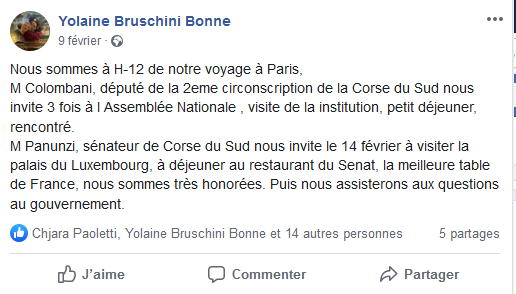 Yolaine Bruschini Bonne
9 février ·
Nous sommes à H-12 de notre voyage à Paris,
M Colombani, député de la 2eme circonscription de la Corse du Sud nous
invite 3 fois à l Assemblée Nationale , visite de la institution, petit déjeuner,
rencontré.
M Panunzi, sénateur de Corse du Sud nous invite le 14 février à visiter la
palais du Luxembourg, à déjeuner au restaurant du Senat, la meilleure table
de France, nous sommes très honorées. Puis nous assisterons aux questions
au gouvernement.
Chjara Paoletti, Yolaine Bruschini Bonne et 14 autres personnes 5 partages
J'aime Commenter Partager